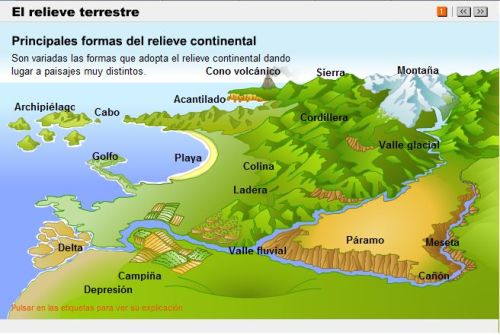 El relieve terrestre
1
Principales formas del relieve continental
Son variadas las formas que adopta el relieve continental dando
lugar a paisajes muy distintos.
Cono volcánico
Sierra
Montaña
Acantilado
Archipiélago
Cabo
Cordillera
Valle glacial
Golfo
Playa
Colina
Ladera
Delta
Valle fluvial
Páramo
Meseta
Campiña
Cañón
Depresión
Pulsar en las etiquetas para ver su explicación